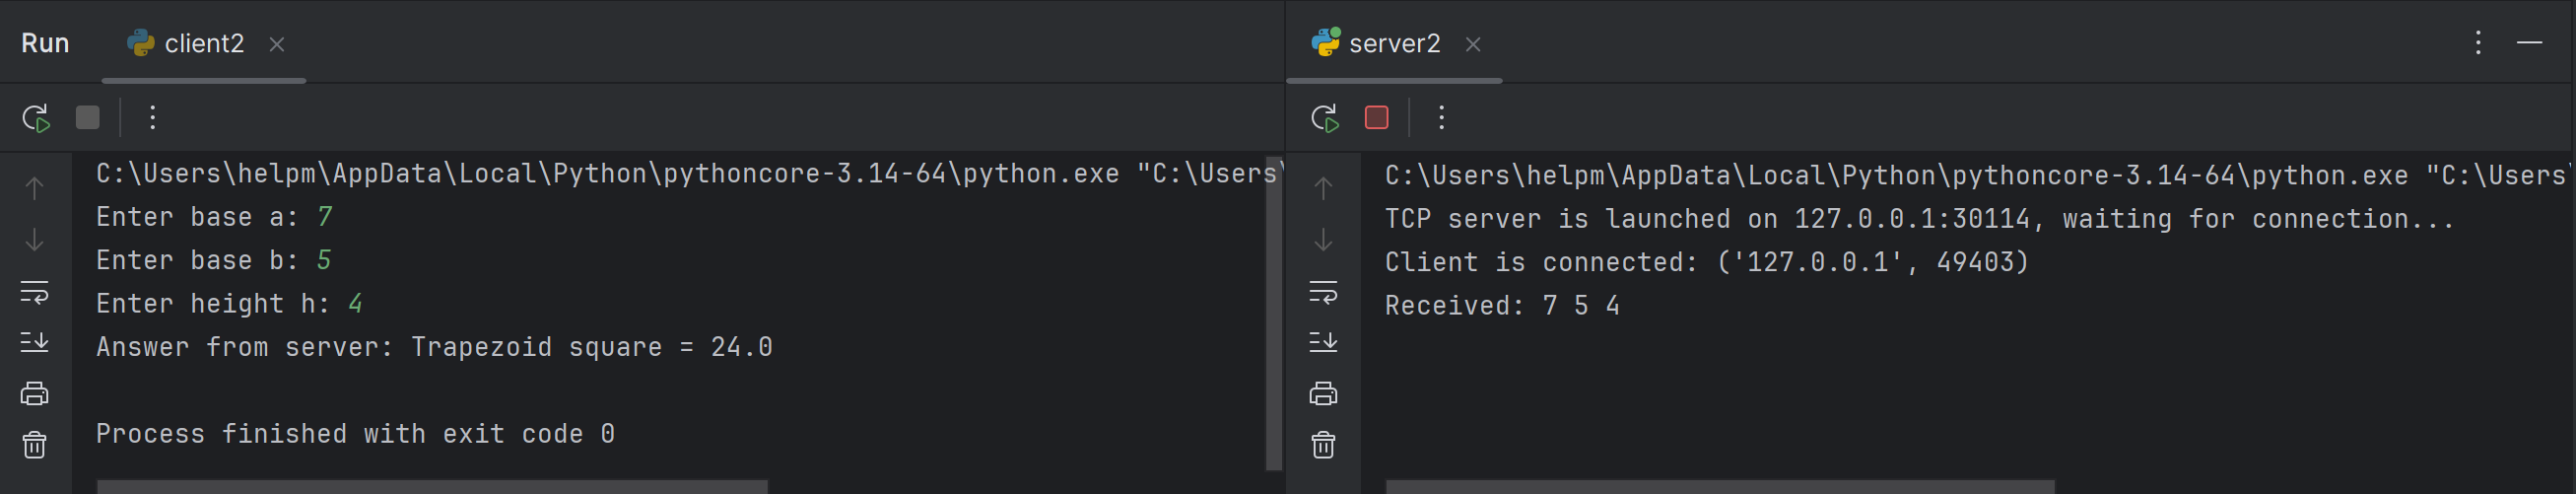 Run client2
C:\Users\helpm\AppData\Local\Python\pythoncore-3.14-64\python.exe "C:\Users\
Enter base a: 7
Enter base b: 5
Enter height h: 4
Answer from server: Trapezoid square = 24.0
Process finished with exit code 0
server2
C:\Users\helpm\AppData\Local\Python\pythoncore-3.14-64\python.exe "C:\Users
TCP server is launched on 127.0.0.1:30114, waiting for connection...
Client is connected: ('127.0.0.1', 49403)
Received: 7 5 4